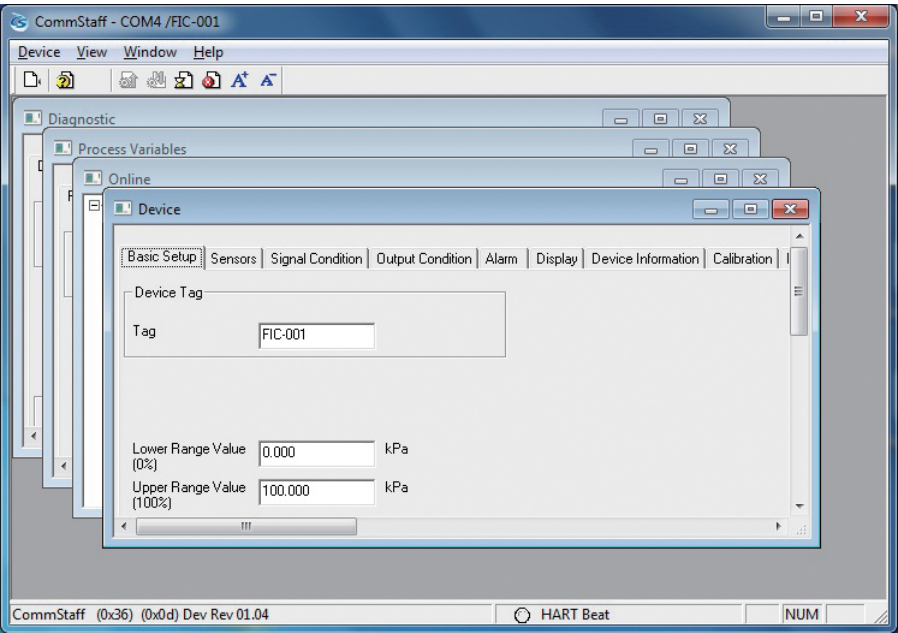 CommStaff - COM4 /FIC-001
Device View Window Help
Diagnostic
Process Variables
Online
Device
Basic Setup Sensors Signal Condition Output Condition Alarm Display Device Information Calibration
Device Tag
Tag FIC-001
Lower Range Value 0.000 kPa
(0%)
Upper Range Value 100.000 kPa
(100%)
CommStaff (0x36) (0x0d) Dev Rev 01.04 HART Beat NUM